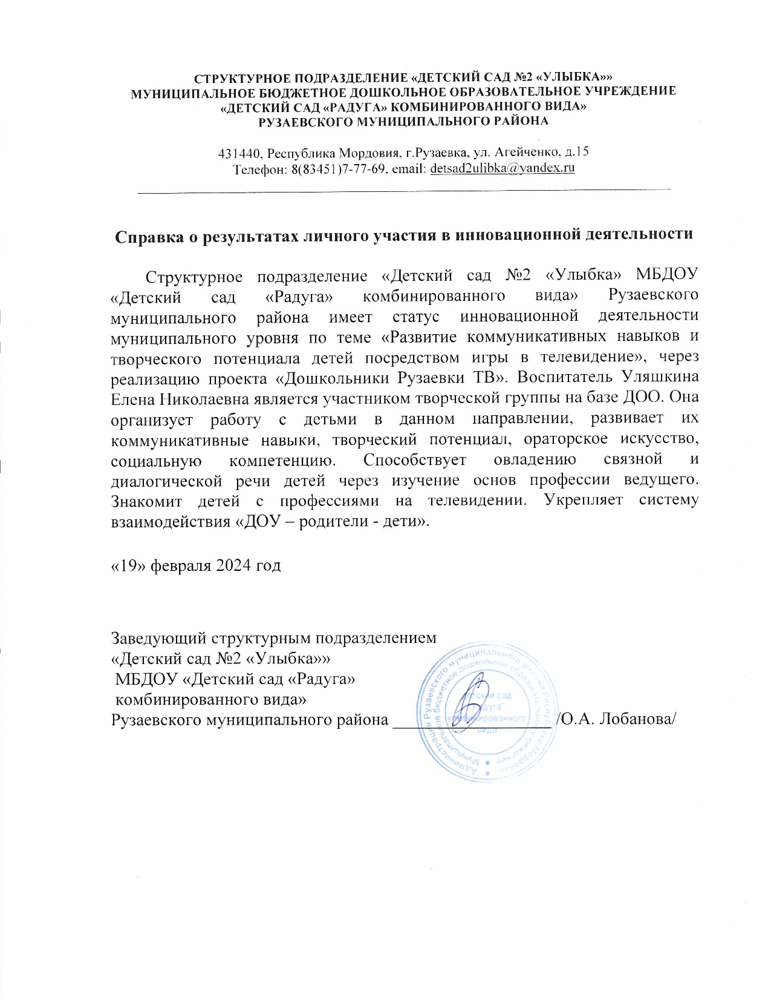 СТРУКТУРНОЕ ПОДРАЗДЕЛЕНИЕ «ДЕТСКИЙ САД №2 «УЛЫБКА»»
МУНИЦИПАЛЬНОЕ БЮДЖЕТНОЕ ДОШКОЛЬНОЕ ОБРАЗОВАТЕЛЬНОЕ УЧРЕЖДЕНИЕ
«ДЕТСКИЙ САД «РАДУГА» КОМБИНИРОВАННОГО ВИДА»
РУЗАЕВСКОГО МУНИЦИПАЛЬНОГО РАЙОНА
431440, Республика Мордовия, г.Рузаевка, ул. Агейченко, д.15
Телефон: 8(83451)7-77-69, email: detsad2ulibka@yandex.ru
Справка о результатах личного участия в инновационной деятельности
Структурное подразделение «Детский сад №2 «Улыбка» МБДОУ
«Детский сад «Радуга» комбинированного вида» Рузаевского
муниципального района имеет статус инновационной деятельности
муниципального уровня по теме «Развитие коммуникативных навыков и
творческого потенциала детей посредством игры в телевидение», через
реализацию проекта «Дошкольники Рузаевки ТВ». Воспитатель Уляшкина
Елена Николаевна является участником творческой группы на базе ДОО. Она
организует работу с детьми в данном направлении, развивает их
коммуникативные навыки, творческий потенциал, ораторское искусство,
социальную компетенцию. Способствует овладению связной и
диалогической речи детей через изучение основ профессии ведущего.
Знакомит детей с профессиями на телевидении. Укрепляет систему
взаимодействия «ДОУ – родители - дети».
«19» февраля 2024 год
Заведующий структурным подразделением
«Детский сад №2 «Улыбка»»
МБДОУ «Детский сад «Радуга»
комбинированного вида»
Рузаевского муниципального района /О.А. Лобанова/
Администрация Рузаевского муниципального района Республики Мордовия
Муниципальное бюджетное дошкольное образовательное учреждение
детский сад
"Радуга"
комбинированного
вида